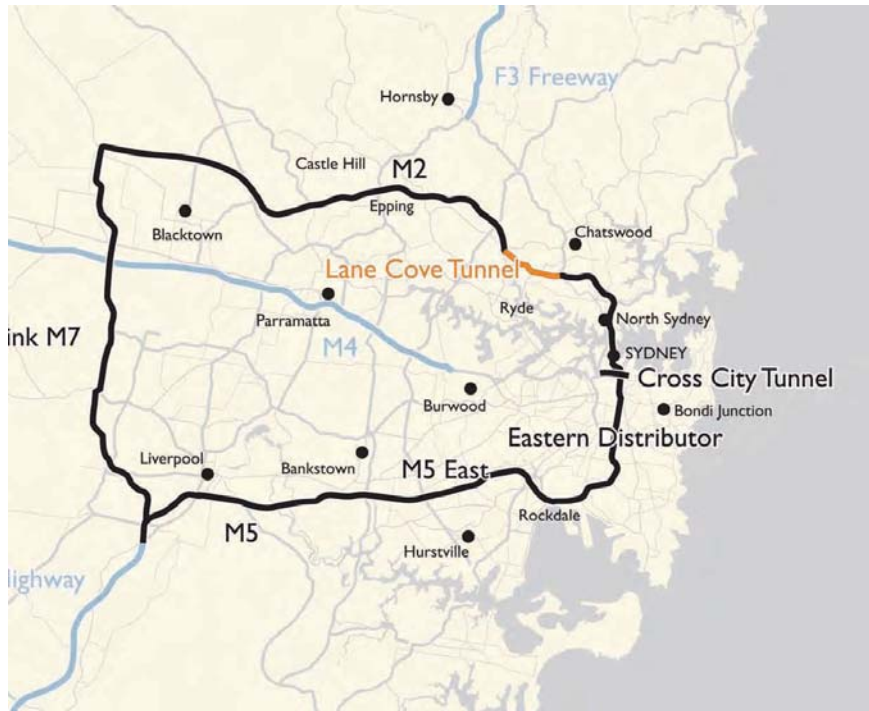 F3 Freeway
Hornsby
Castle Hill
M2
Epping
Blacktown
Chatswood
Lane Cove Tunnel
Ryde
Parramatta
North Sydney
ink M7
M4
SYDNEY
Cross City Tunnel
Burwood
Bondi Junction
Eastern Distributor
Liverpool
Bankstown
M5 East
Rockdale
M5
Hurstville
Highway